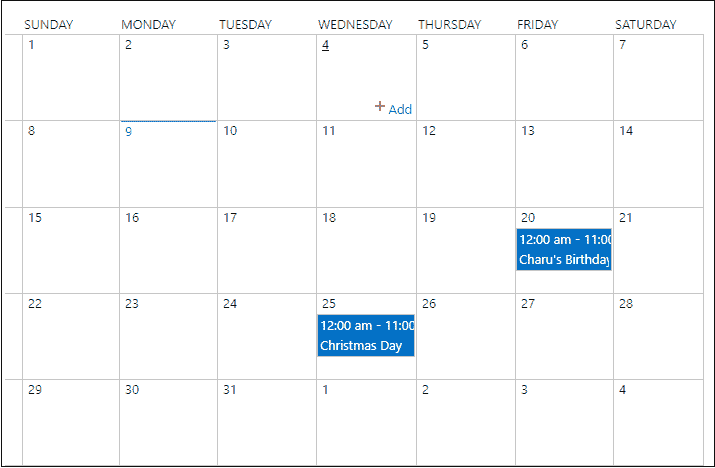 SUNDAY MONDAY TUESDAY WEDNESDAY THURSDAY FRIDAY SATURDAY
1 2 3 4 5 6 7
+ Add
8 9 10 11 12 13 14
15 16 17 18 19 20 21
12:00 am - 11:00
Charu's Birthday
22 23 24 25 26 27 28
12:00 am - 11:00
Christmas Day
29 30 31 1 2 3 4